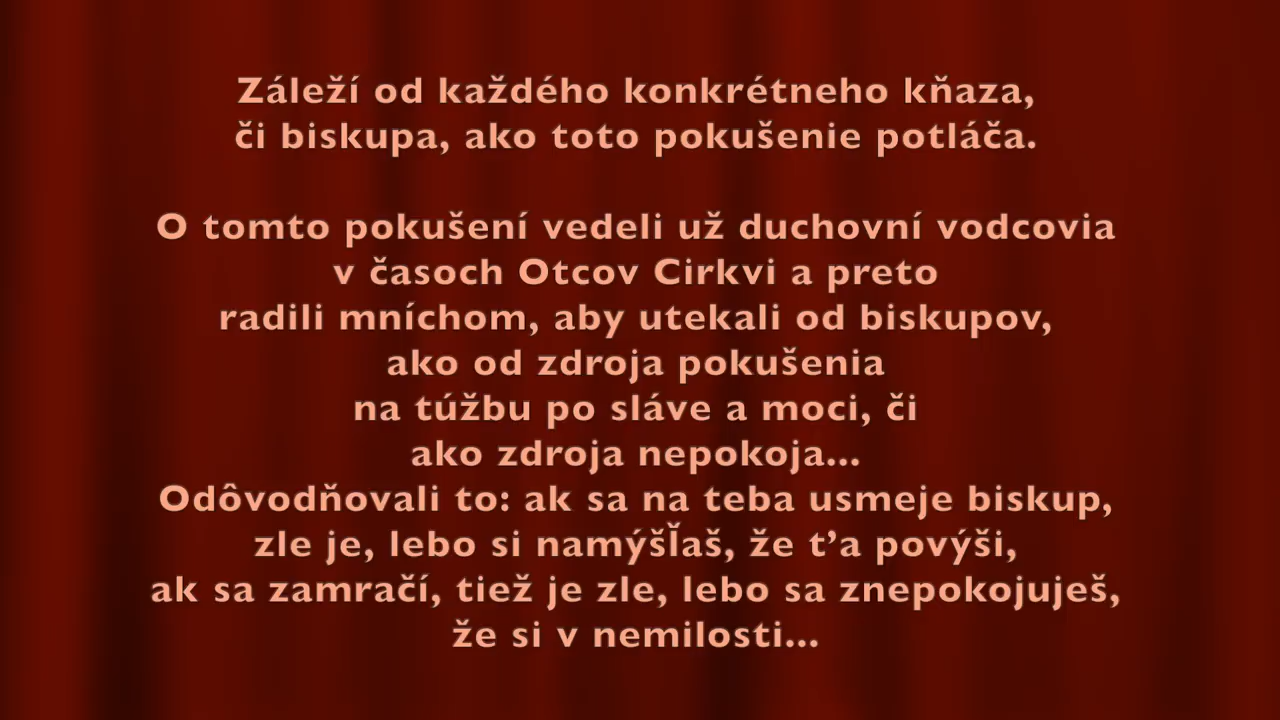 Záleží od každého konkrétneho kňaza,
či biskupa, ako toto pokušenie potláča.
O tomto pokušení vedeli už duchovní vodcovia
v časoch Otcov Cirkvi a preto
radili mníchom, aby utekali od biskupov,
ako od zdroja pokušenia
na túžbu po sláve a moci, či
ako zdroja nepokoja...
Odôvodňovali to: ak sa na teba usmeje biskup,
zle je, lebo si namýšľaš, že ťa povýši,
ak sa zamračí, tiež je zle, lebo sa znepokojuješ,
že si v nemilosti...